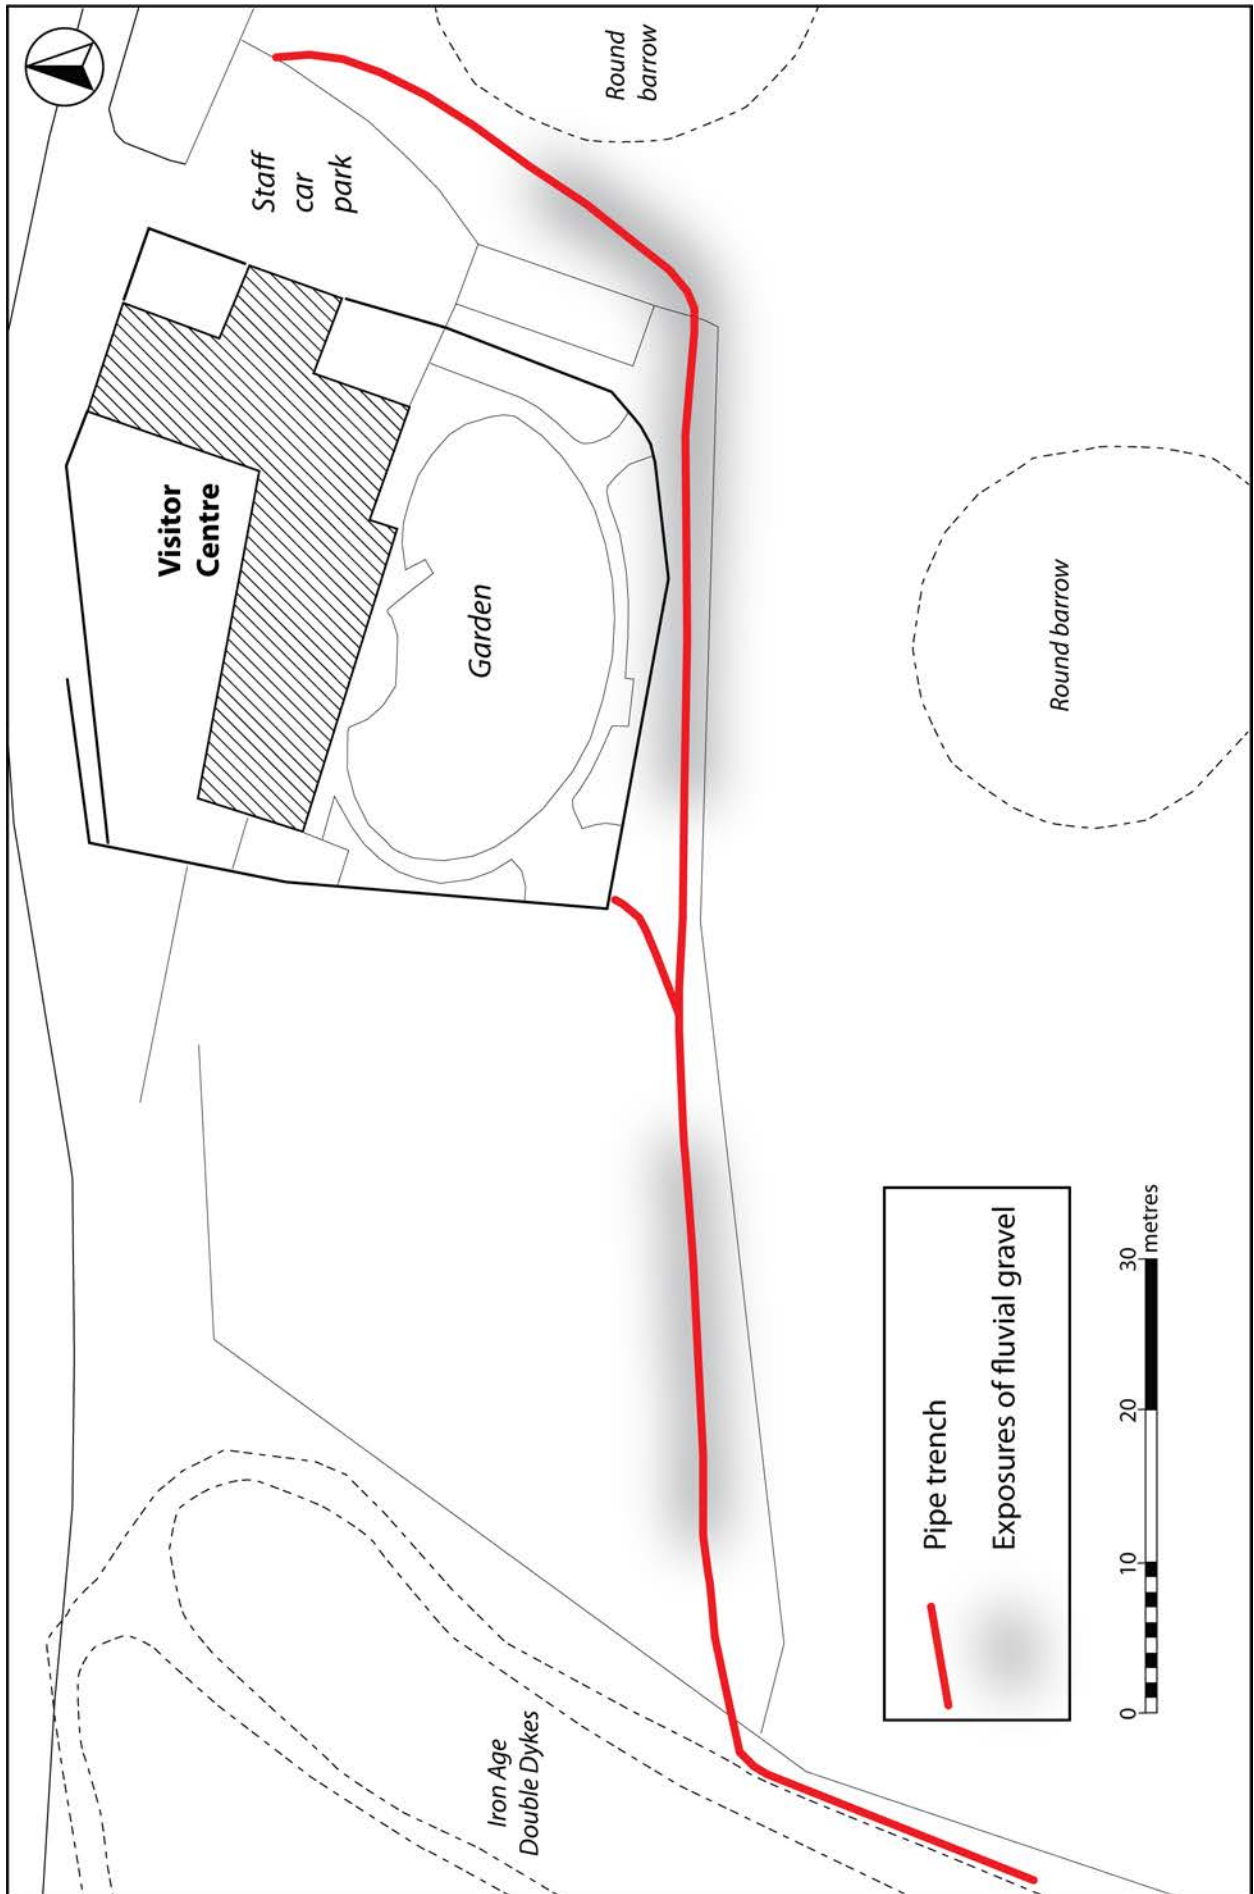 Round
barrow
Staff
car
park
Visitor
Centre
Garden
Round barrow
Iron Age
Double Dykes
Pipe trench
Exposures of fluvial gravel
0 10 20 30 metres